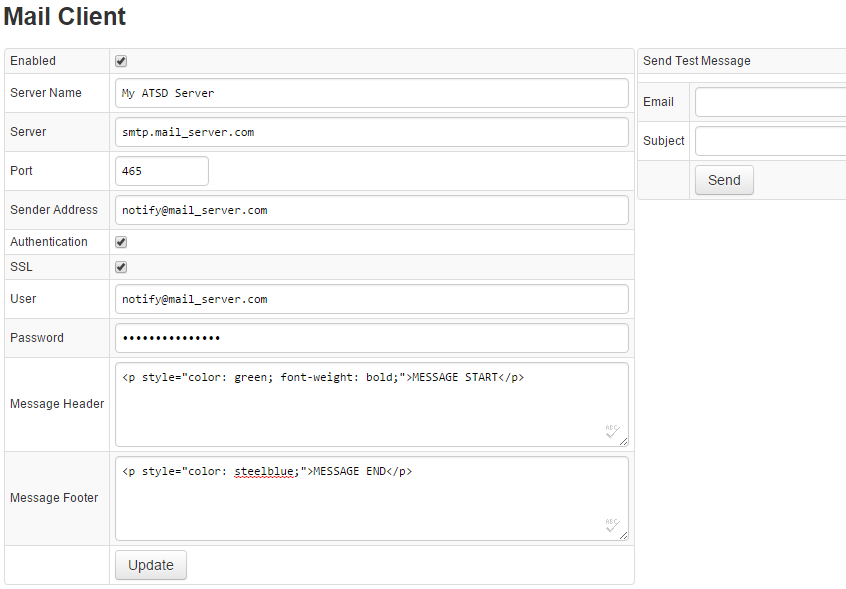 Mail Client
Enabled
Server Name
My ATSD Server
Server
smtp.mail_server.com
Port
465
Sender Address
notify@mail_server.com
Authentication
SSL
User
notify@mail_server.com
Password
•••••••••••••••
Message Header
<p style="color: green; font-weight: bold;">MESSAGE START</p>
ABC
Message Footer
<p style="color: steelblue;">MESSAGE END</p>
ABC
Update
Send Test Message
Email
Subject
Send